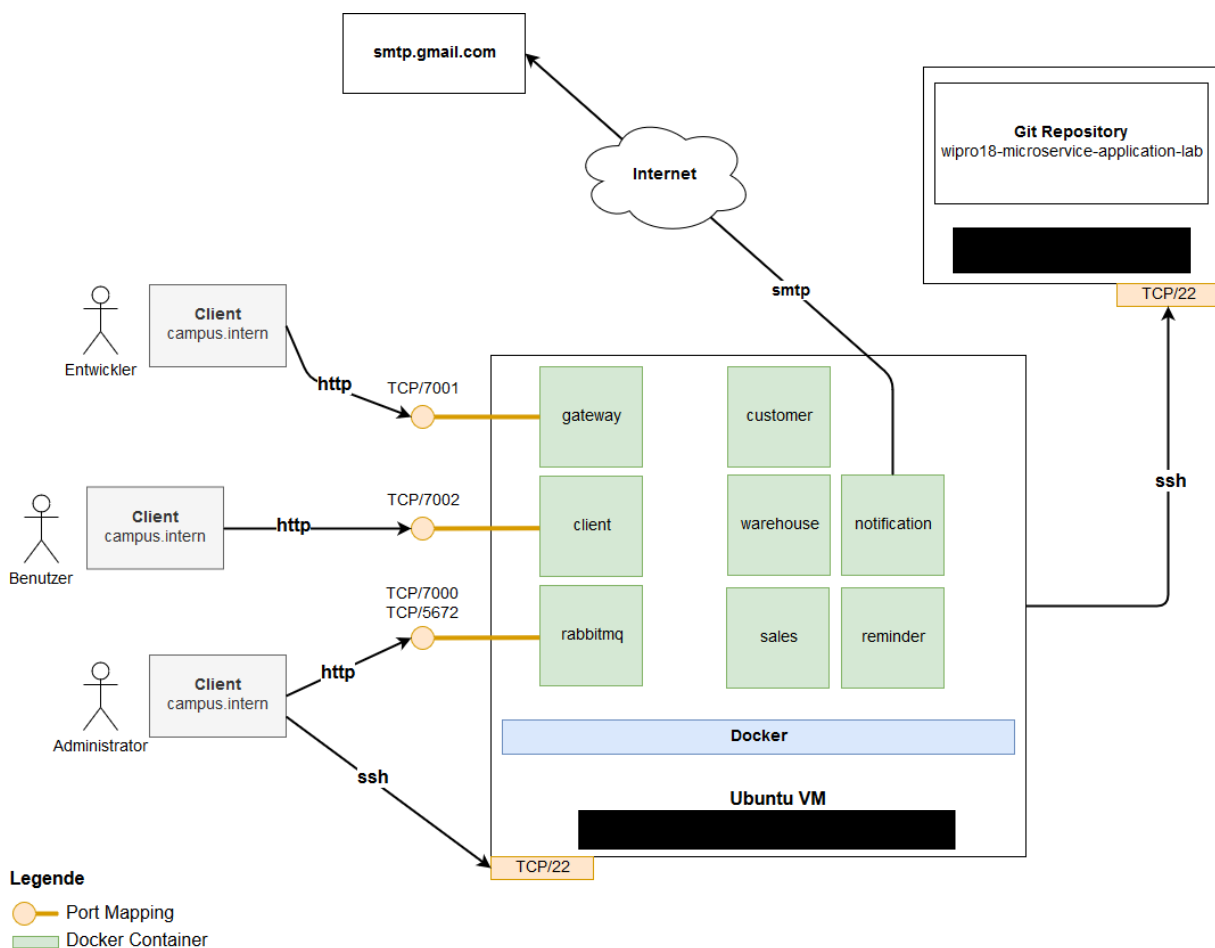 smtp.gmail.com
Git Repository
wipro18-microservice-application-lab
Internet
TCP/22
smtp
Client
campus.intern
Entwickler
http
TCP/7001
gateway
customer
Client
campus.intern
Benutzer
http
TCP/7002
client
warehouse
notification
ssh
TCP/7000
TCP/5672
rabbitmq
sales
reminder
Client
campus.intern
Administrator
http
ssh
Docker
Ubuntu VM
TCP/22
Legende
Port Mapping
Docker Container